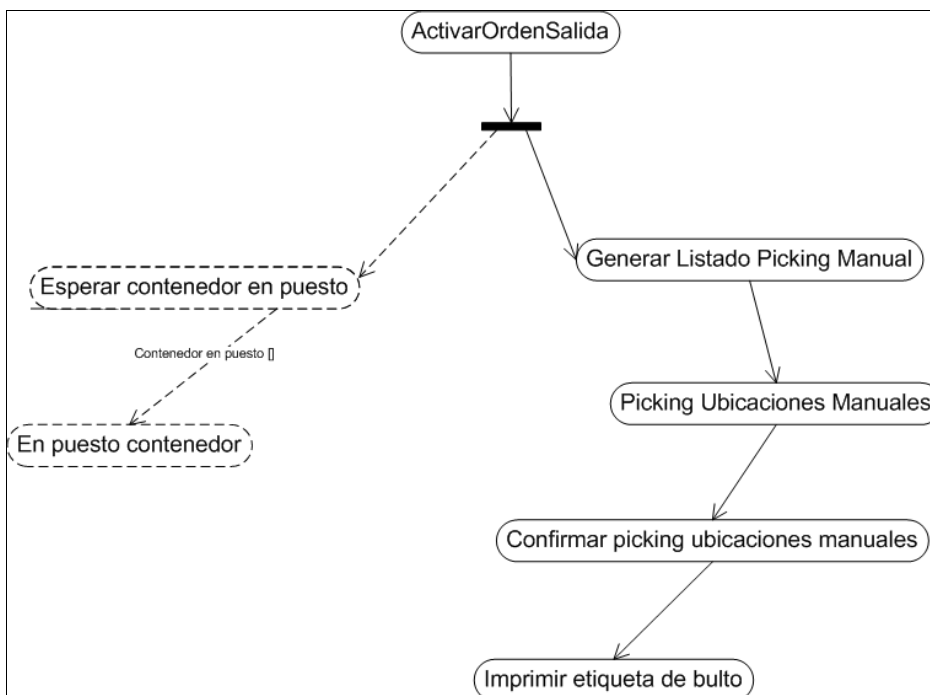 ActivarOrdenSalida
Generar Listado Picking Manual
Esperar contenedor en puesto
Contenedor en puesto []
Picking Ubicaciones Manuales
En puesto contenedor
Confirmar picking ubicaciones manuales
Imprimir etiqueta de bulto